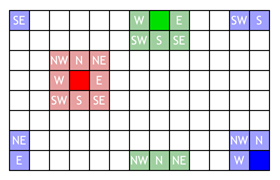 SE W E SW S
SW S SE
NW N NE
W E
SW S SE
NE NW N
E NW N NE W